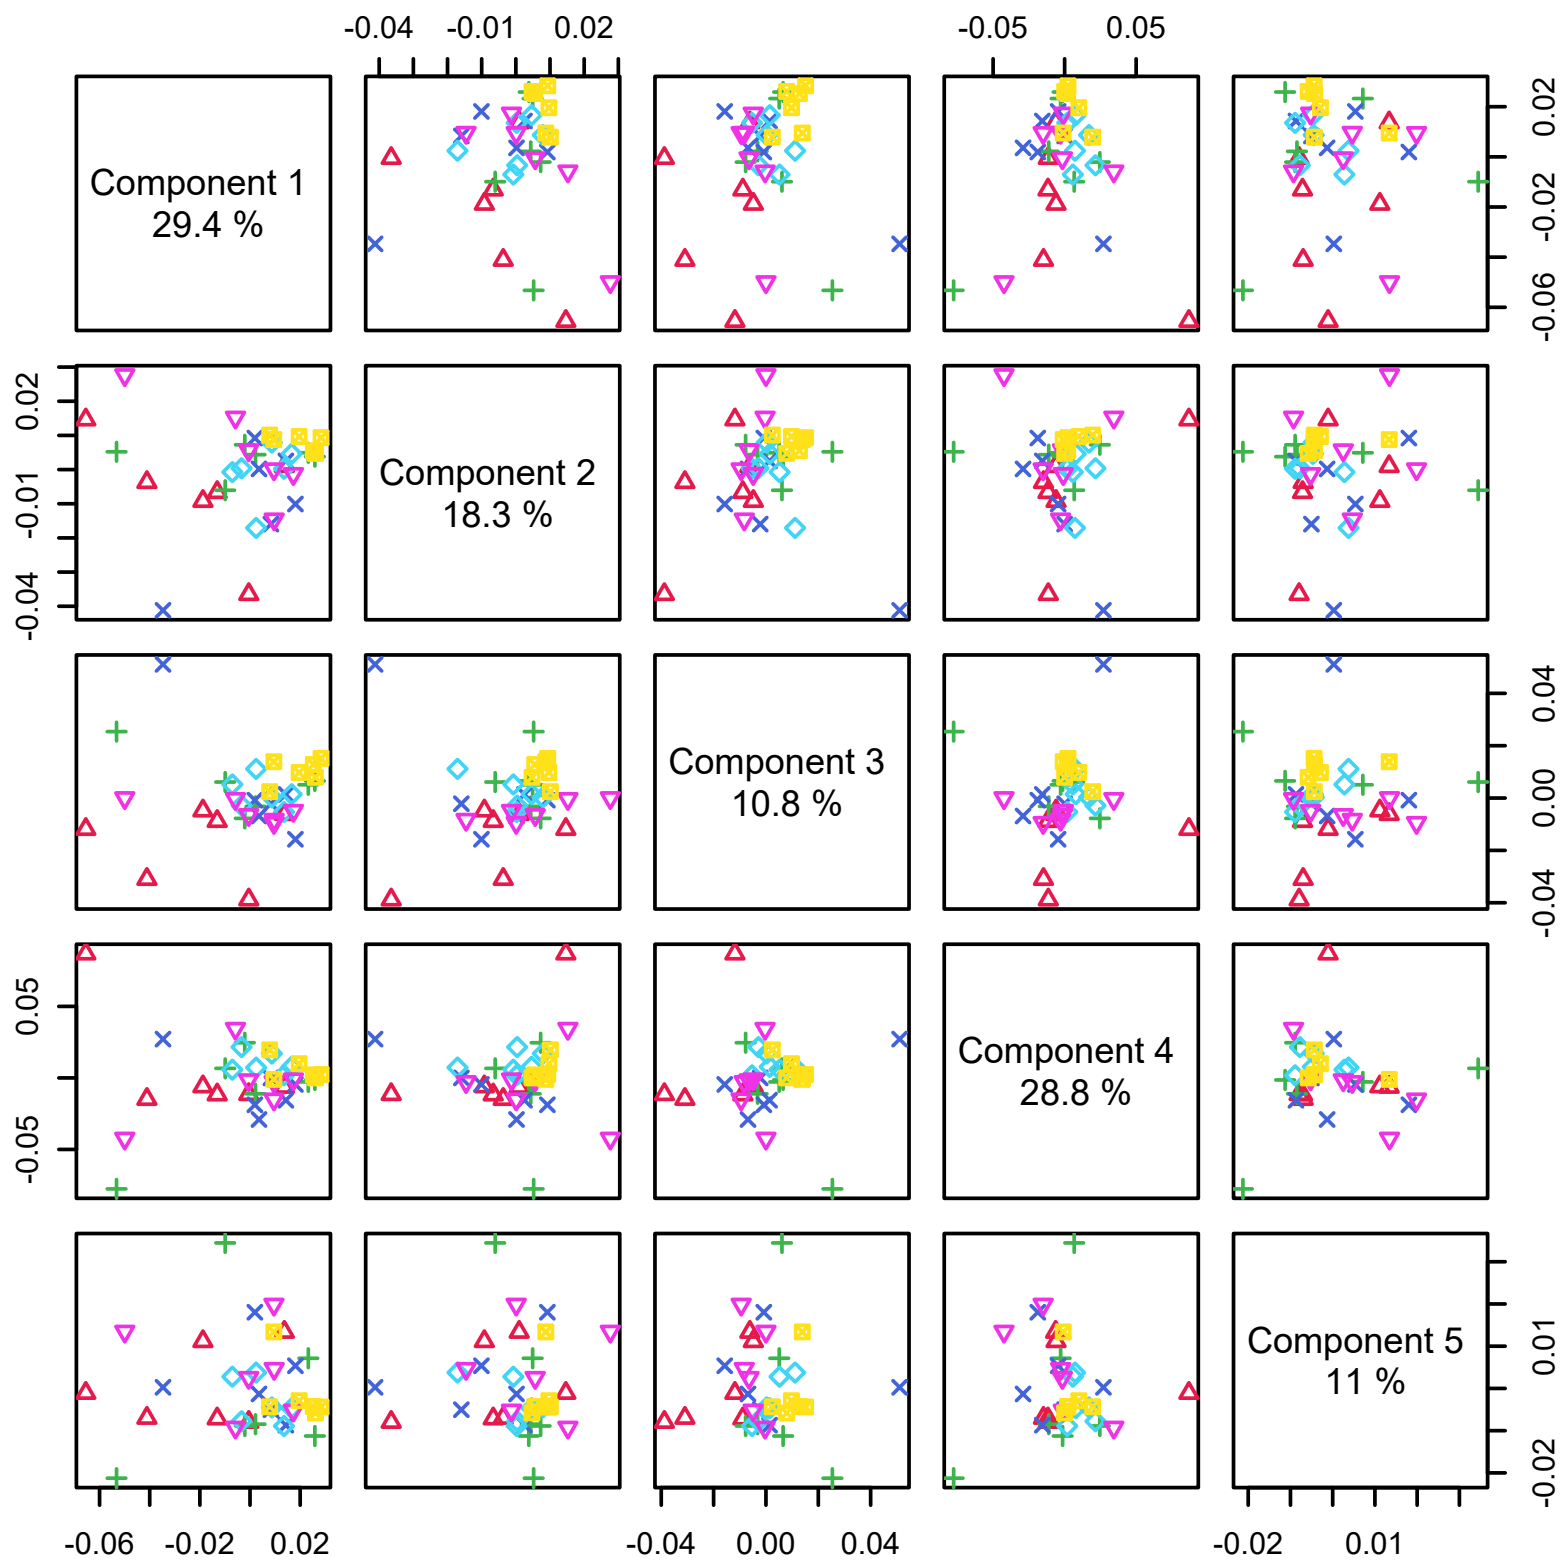 -0.04 -0.01 0.02 -0.05 0.05
Component 1
29.4 %
-0.06 -0.02 0.02
-0.04 -0.01 0.02
Component 2
18.3 %
Component 3
10.8 %
-0.04 0.00 0.04
-0.05 0.05
Component 4
28.8 %
Component 5
11 %
-0.02 0.01
-0.06 -0.02 0.02 -0.04 0.00 0.04 -0.02 0.01